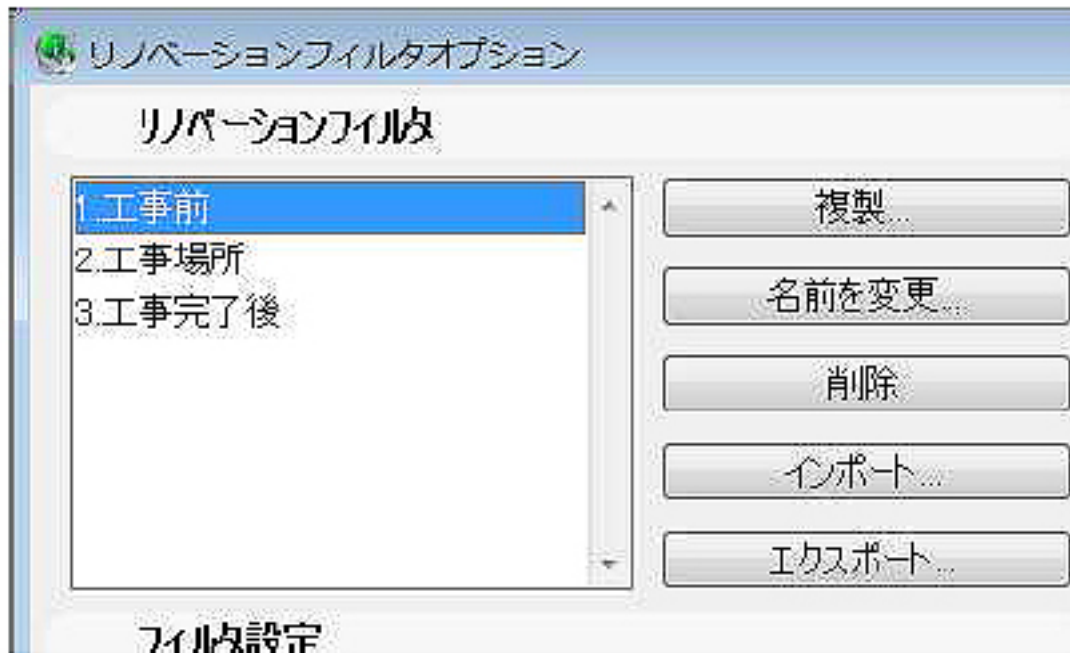 リノベーションフィルタオプション
リノベーションフィルタ
1.工事前
2.工事場所
3.工事完了後
複製...
名前を変更...
削除
インポート...
エクスポート...
フィルタ設定